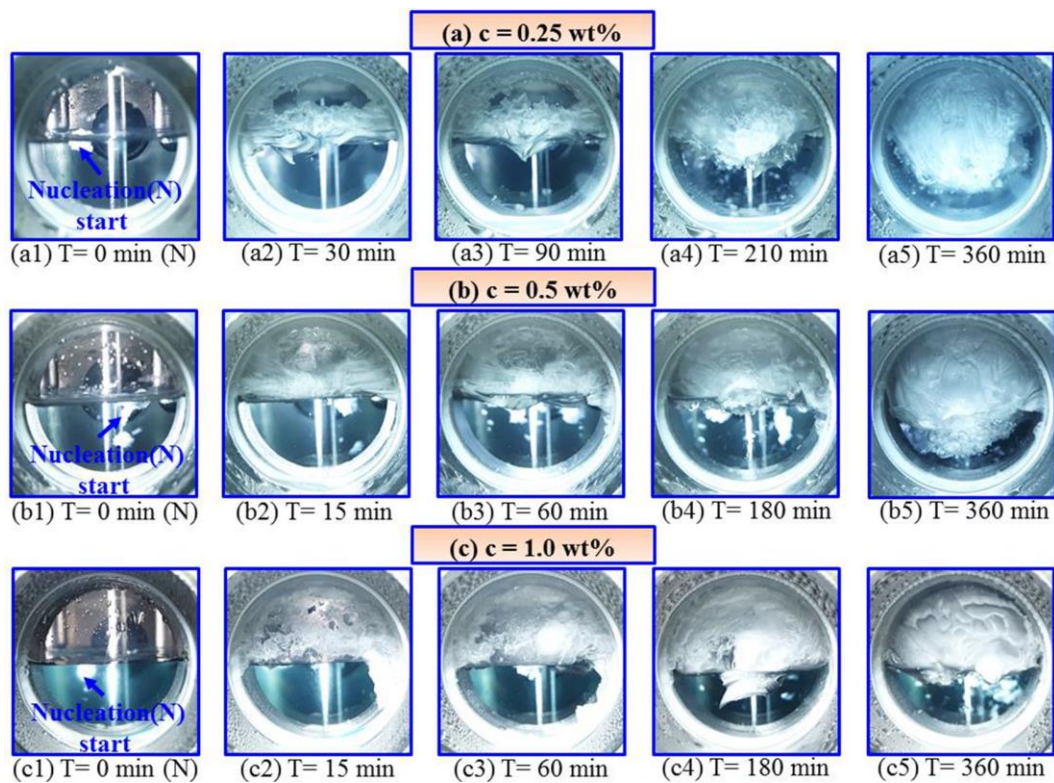 (a) c = 0.25 wt%
Nucleation(N)
start
(a1) T= 0 min (N)
(a2) T= 30 min
(a3) T= 90 min
(a4) T= 210 min
(a5) T= 360 min
(b) c = 0.5 wt%
Nucleation(N)
start
(b1) T= 0 min (N)
(b2) T= 15 min
(b3) T= 60 min
(b4) T= 180 min
(b5) T= 360 min
(c) c = 1.0 wt%
Nucleation(N)
start
(c1) T= 0 min (N)
(c2) T= 15 min
(c3) T= 60 min
(c4) T= 180 min
(c5) T= 360 min